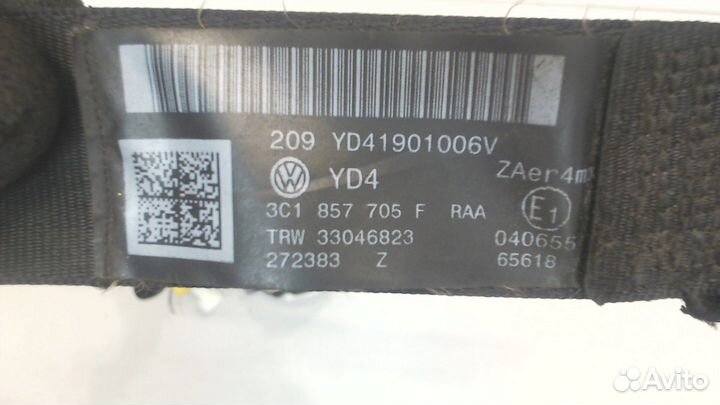 209 YD41901006V
YD4 ZAer4m
3C1 857 705 F RAA E1
TRW 33046823 040655
272383 Z 65618
Avito